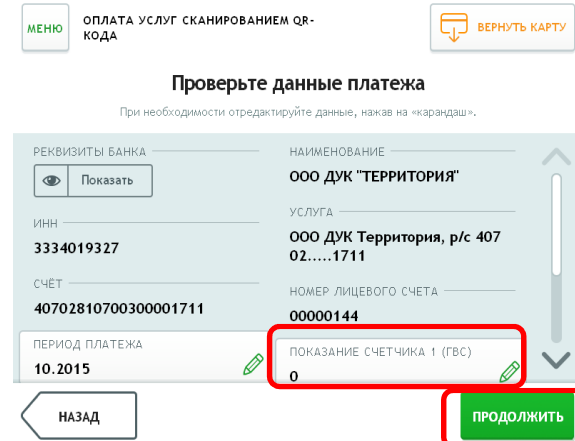 МЕНЮ
ОПЛАТА УСЛУГ СКАНИРОВАНИЕМ QR-
КОДА
ВЕРНУТЬ КАРТУ
Проверьте данные платежа
При необходимости отредактируйте данные, нажав на «карандаш».
РЕКВИЗИТЫ БАНКА
Показать
ИНН
3334019327
СЧЁТ
40702810700300001711
ПЕРИОД ПЛАТЕЖА
10.2015
НАИМЕНОВАНИЕ
ООО ДУК "ТЕРРИТОРИЯ"
УСЛУГА
ООО ДУК Территория, р/с 407
02.....1711
НОМЕР ЛИЦЕВОГО СЧЕТА
00000144
ПОКАЗАНИЕ СЧЕТЧИКА 1 (ГВС)
0
НАЗАД
ПРОДОЛЖИТЬ